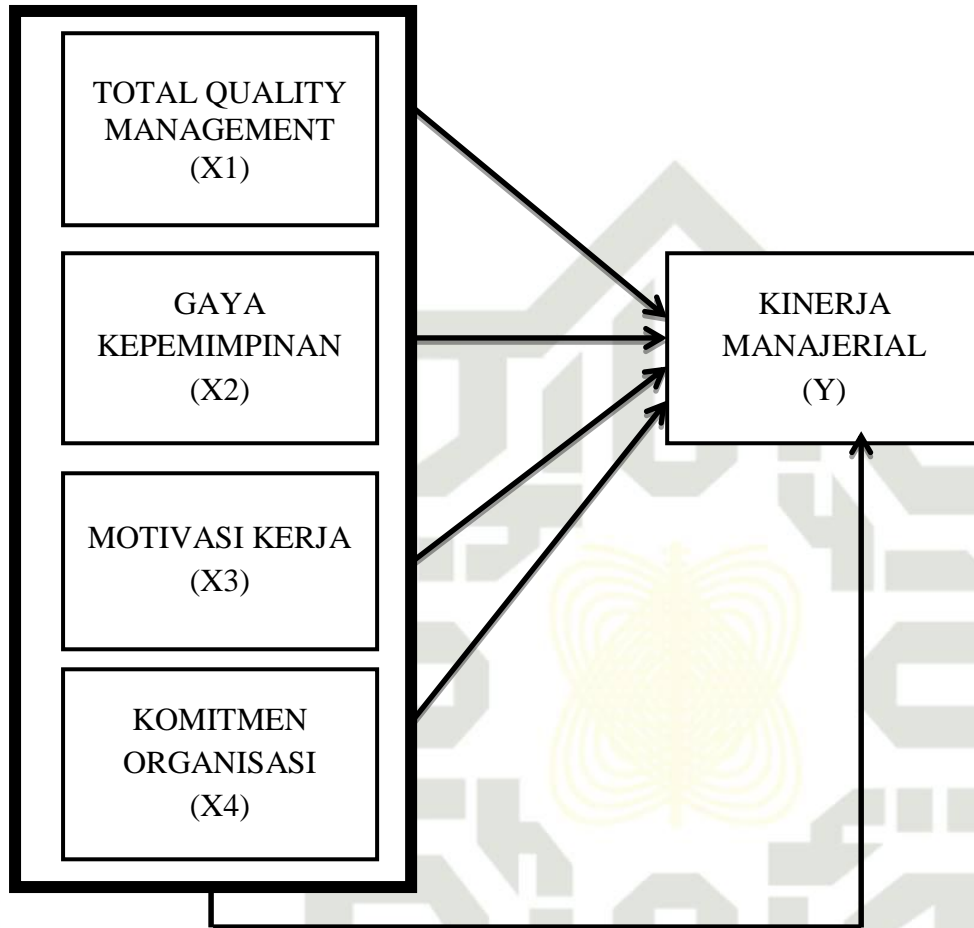 TOTAL QUALITY
MANAGEMENT
(X1)
GAYA
KEPEMIMPINAN
(X2)
MOTIVASI KERJA
(X3)
KOMITMEN
ORGANISASI
(X4)
KINERJA
MANAJERIAL
(Y)